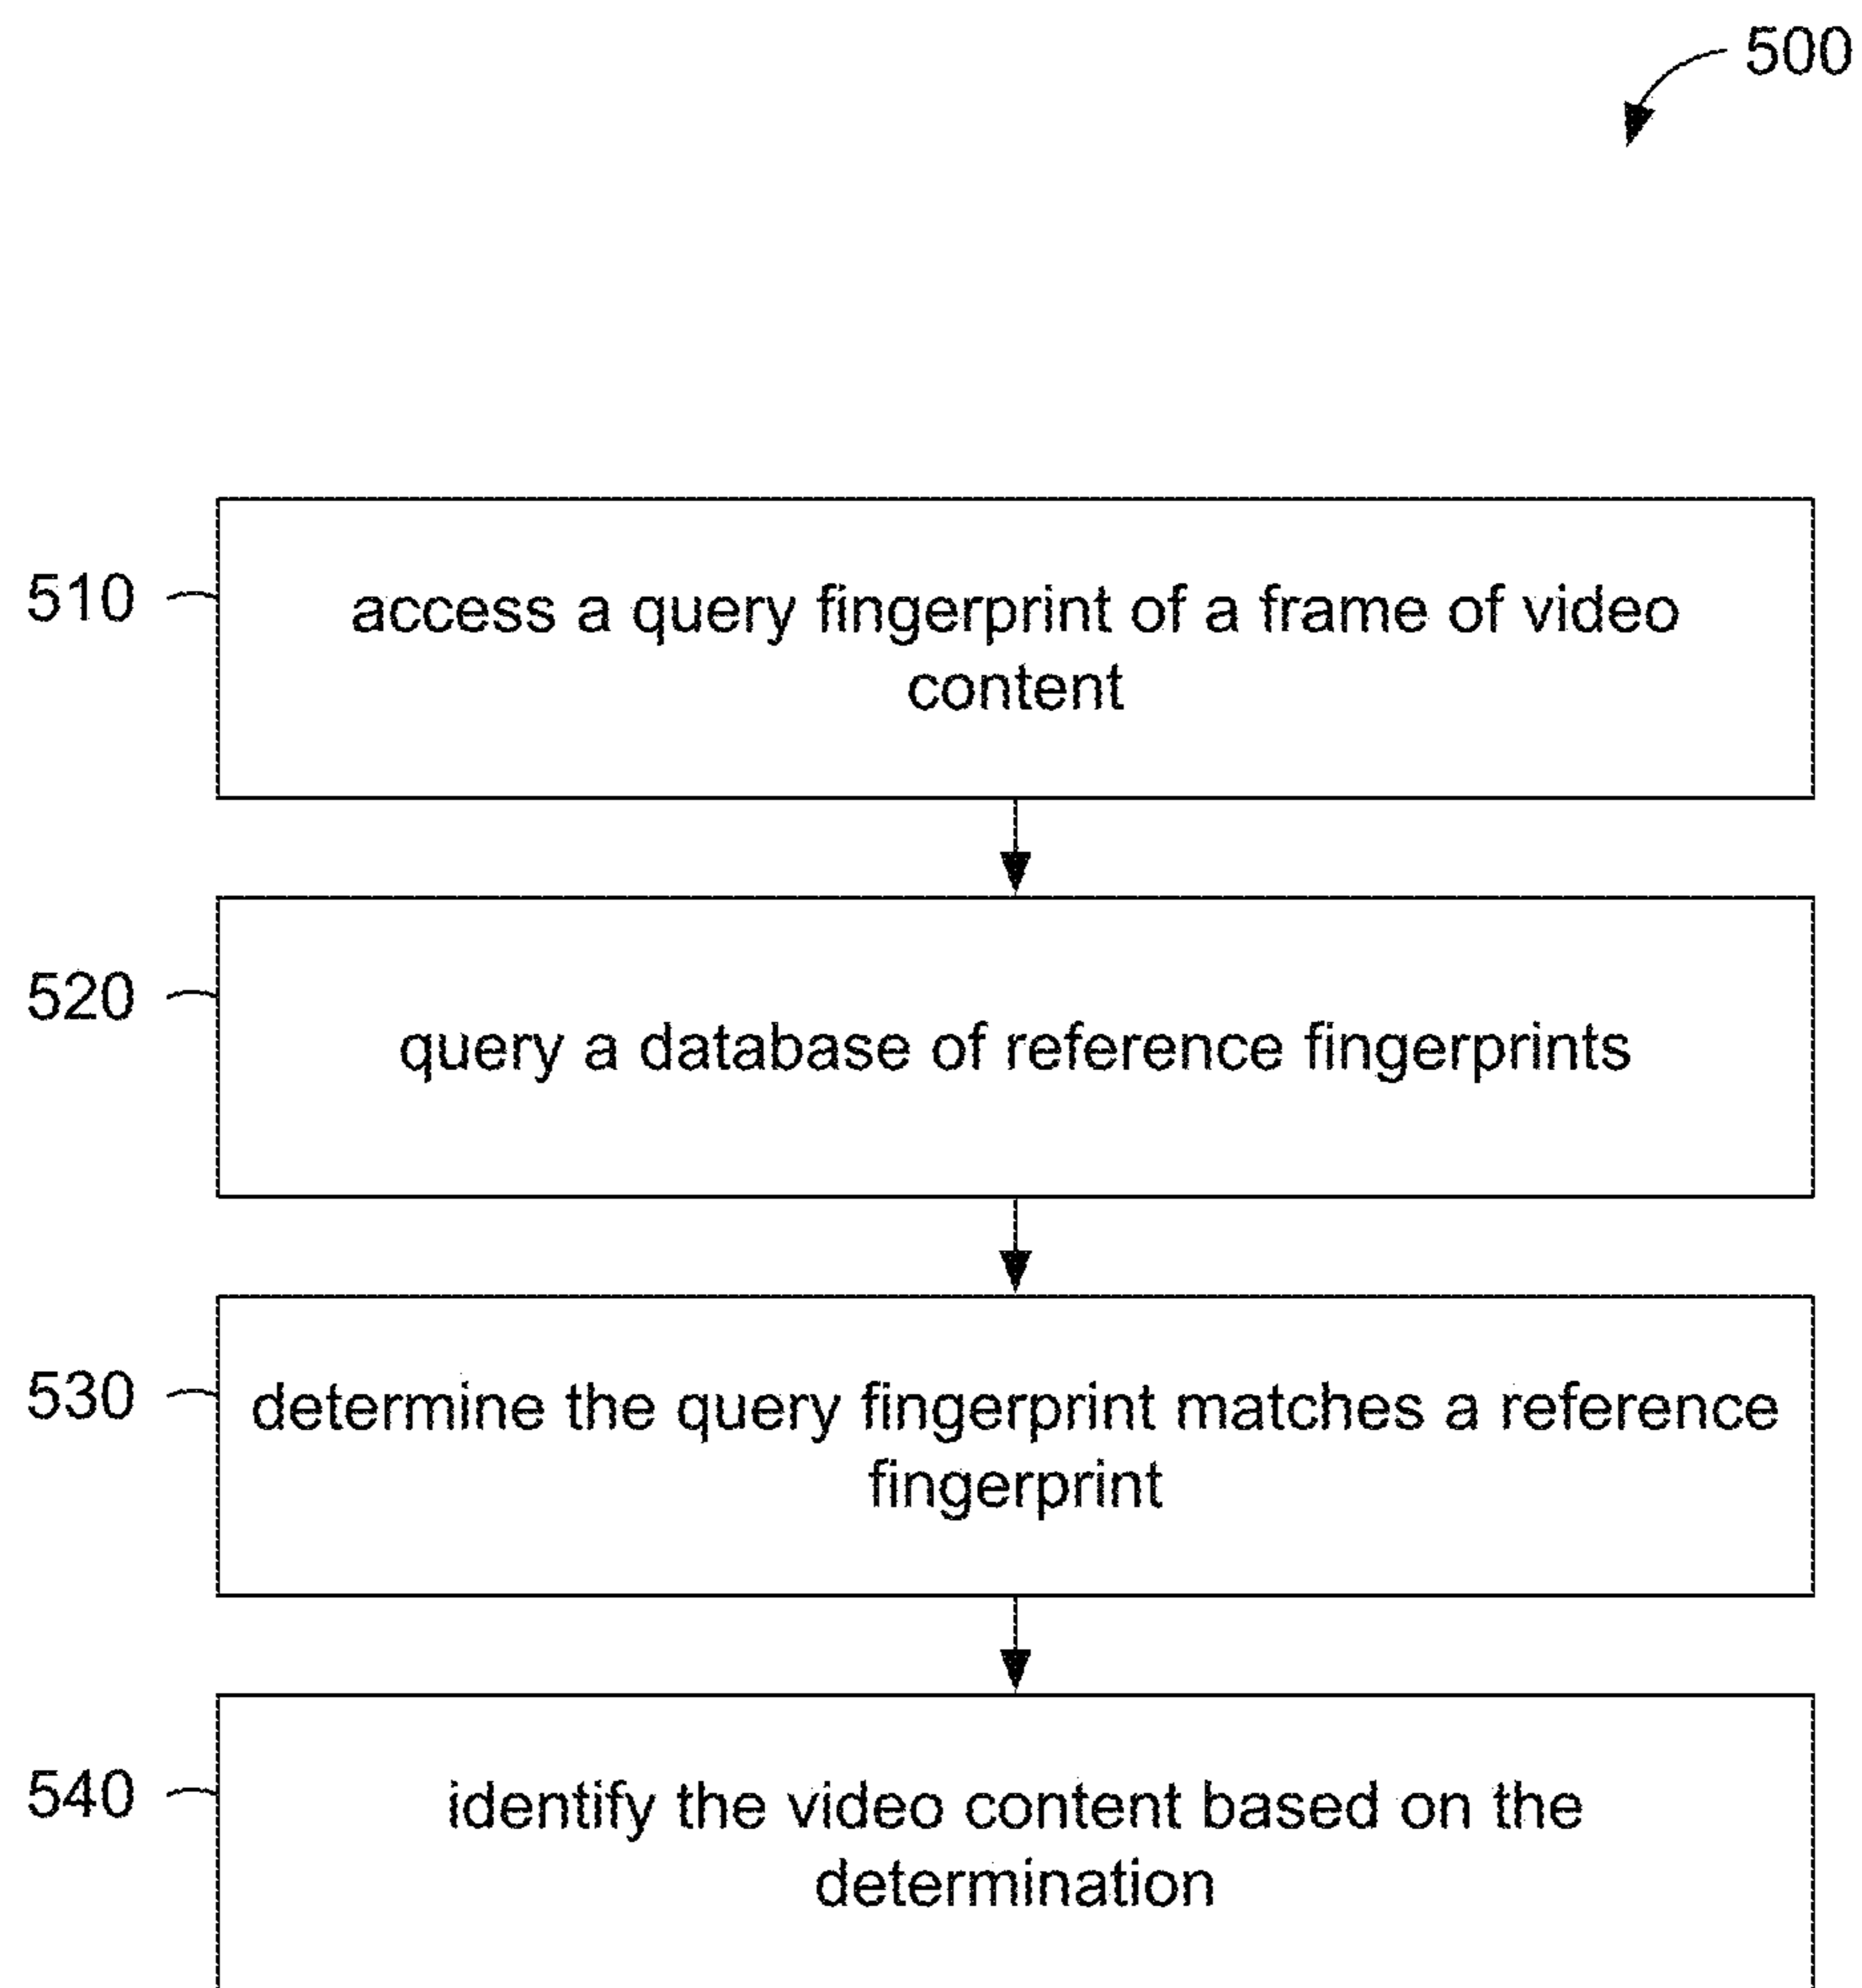 500
510
access a query fingerprint of a frame of video
content
520
query a database of reference fingerprints
530
determine the query fingerprint matches a reference
fingerprint
540
identify the video content based on the
determination